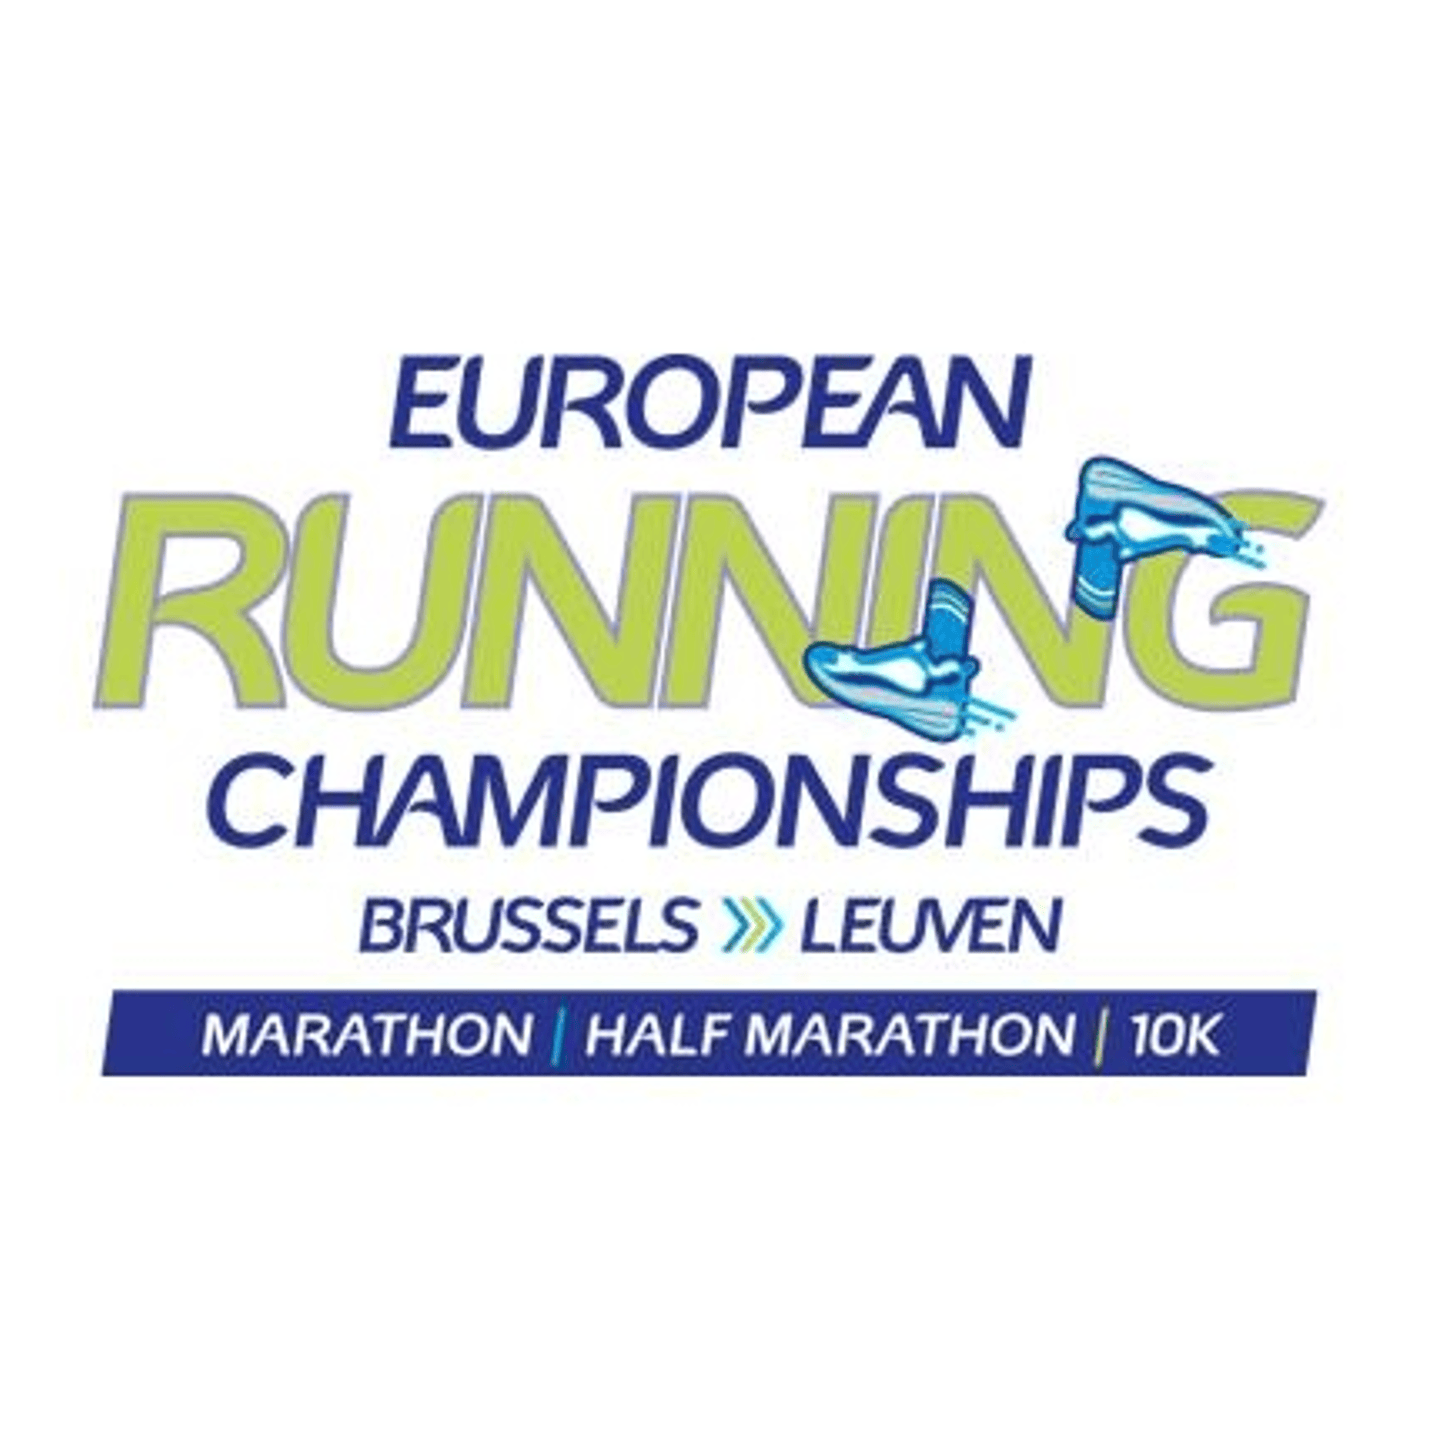 EUROPEAN
RUNNING
CHAMPIONSHIPS
BRUSSELS >>> LEUVEN
MARATHON | HALF MARATHON | 10K